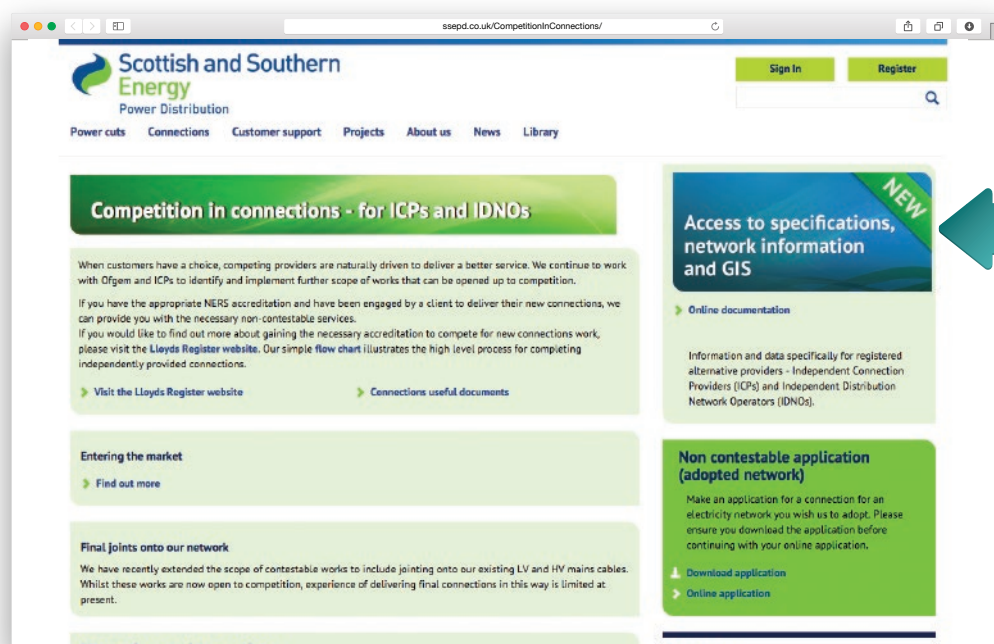 ssepd.co.uk/CompetitionInConnections/
Scottish and Southern
Energy
Power Distribution
Sign In
Register
Power cuts Connections Customer support Projects About us News Library
Competition in connections - for ICPs and IDNOs
When customers have a choice, competing providers are naturally driven to deliver a better service. We continue to work
with Ofgem and ICPs to identify and implement further scope of works that can be opened up to competition.
If you have the appropriate NERS accreditation and have been engaged by a client to deliver their new connections, we
can provide you with the necessary non-contestable services.
If you would like to find out more about gaining the necessary accreditation to compete for new connections work,
please visit the Lloyds Register website. Our simple flow chart illustrates the high level process for completing
independently provided connections.
Visit the Lloyds Register website
Connections useful documents
Entering the market
Find out more
Final joints onto our network
We have recently extended the scope of contestable works to include jointing onto our existing LV and HV mains cables.
Whilst these works are now open to competition, experience of delivering final connections in this way is limited at
present.
NEW
Access to specifications,
network information
and GIS
Online documentation
Information and data specifically for registered
alternative providers - Independent Connection
Providers (ICPs) and Independent Distribution
Network Operators (IDNOs).
Non contestable application
(adopted network)
Make an application for a connection for an
electricity network you wish us to adopt. Please
ensure you download the application before
continuing with your online application.
Download application
Online application